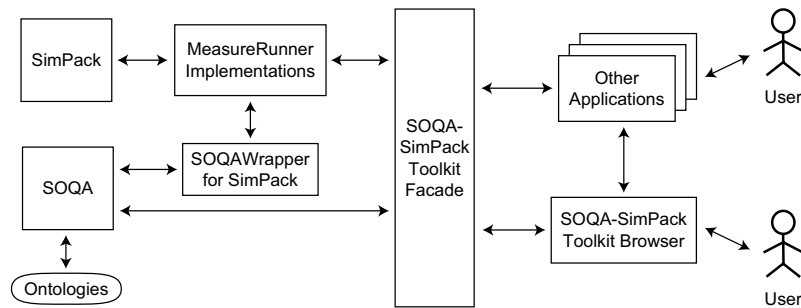 SimPack
MeasureRunner
Implementations
Other
Applications
User
SOQA-
SimPack
Toolkit
Facade
SOQA
SOQAWrapper
for SimPack
SOQA-SimPack
Toolkit Browser
Ontologies
User